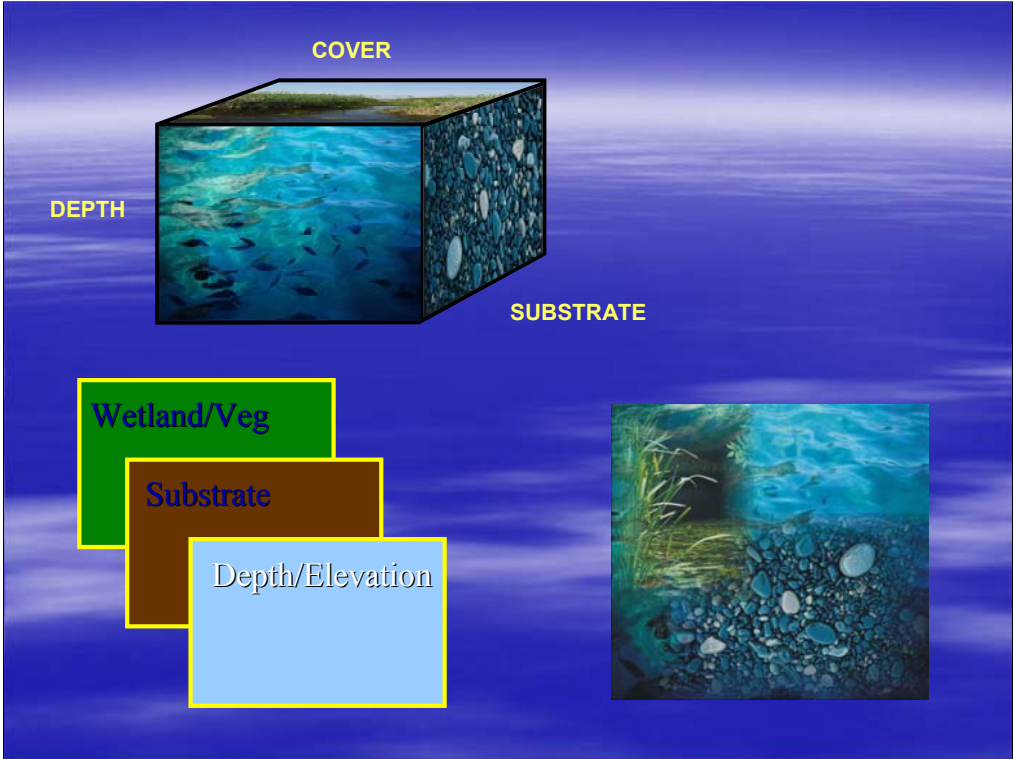 COVER
DEPTH
SUBSTRATE
Wetland/Veg
Substrate
Depth/Elevation